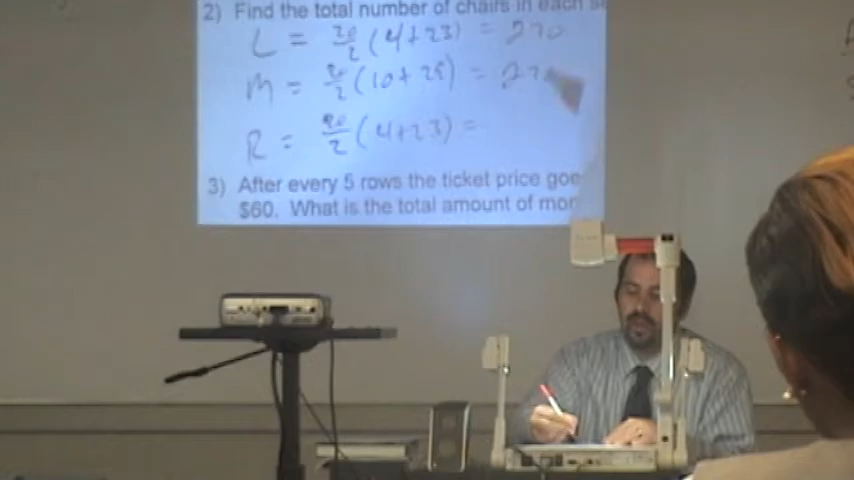 2) Find the total number of chairs in each
L = 20/2 (4+23) = 270
M = 20/2 (10+
R = 20/2 (4+23) =
3) After every 5 rows the ticket price goe
$60. What is the total amount of mon